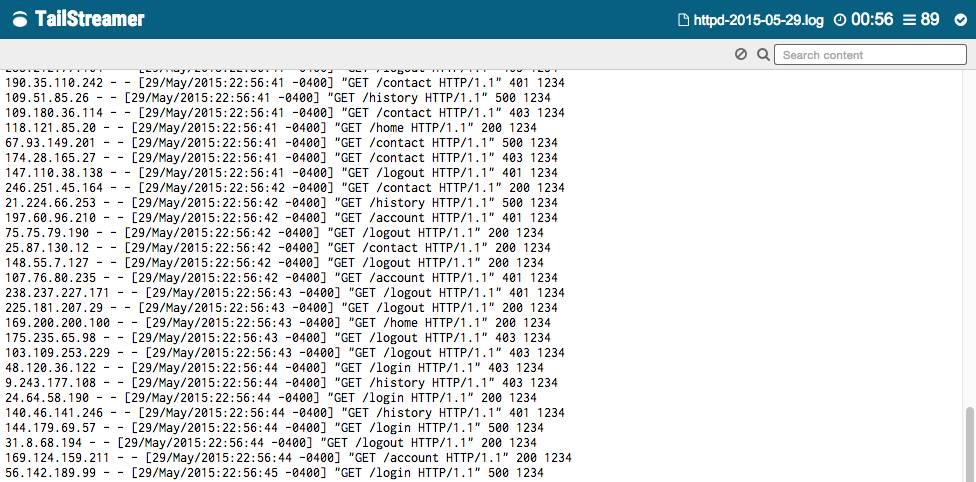 TailStreamer
httpd-2015-05-29.log 00:56 89
Search content
190.35.110.242 - - [29/May/2015:22:56:41 -0400] "GET /contact HTTP/1.1" 401 1234
109.51.85.26 - - [29/May/2015:22:56:41 -0400] "GET /history HTTP/1.1" 500 1234
109.180.36.114 - - [29/May/2015:22:56:41 -0400] "GET /contact HTTP/1.1" 403 1234
118.121.85.20 - - [29/May/2015:22:56:41 -0400] "GET /home HTTP/1.1" 200 1234
67.93.149.201 - - [29/May/2015:22:56:41 -0400] "GET /contact HTTP/1.1" 500 1234
174.28.165.27 - - [29/May/2015:22:56:41 -0400] "GET /contact HTTP/1.1" 403 1234
147.110.38.138 - - [29/May/2015:22:56:41 -0400] "GET /logout HTTP/1.1" 401 1234
246.251.45.164 - - [29/May/2015:22:56:42 -0400] "GET /contact HTTP/1.1" 200 1234
21.224.66.253 - - [29/May/2015:22:56:42 -0400] "GET /history HTTP/1.1" 500 1234
197.60.96.210 - - [29/May/2015:22:56:42 -0400] "GET /account HTTP/1.1" 401 1234
75.75.79.190 - - [29/May/2015:22:56:42 -0400] "GET /logout HTTP/1.1" 200 1234
25.87.130.12 - - [29/May/2015:22:56:42 -0400] "GET /contact HTTP/1.1" 200 1234
148.55.7.127 - - [29/May/2015:22:56:42 -0400] "GET /logout HTTP/1.1" 200 1234
107.76.80.235 - - [29/May/2015:22:56:42 -0400] "GET /account HTTP/1.1" 401 1234
238.237.227.171 - - [29/May/2015:22:56:43 -0400] "GET /logout HTTP/1.1" 401 1234
225.181.207.29 - - [29/May/2015:22:56:43 -0400] "GET /logout HTTP/1.1" 200 1234
169.200.200.100 - - [29/May/2015:22:56:43 -0400] "GET /home HTTP/1.1" 200 1234
175.235.65.98 - - [29/May/2015:22:56:43 -0400] "GET /logout HTTP/1.1" 403 1234
103.109.253.229 - - [29/May/2015:22:56:43 -0400] "GET /logout HTTP/1.1" 403 1234
48.120.36.122 - - [29/May/2015:22:56:44 -0400] "GET /login HTTP/1.1" 403 1234
9.243.177.108 - - [29/May/2015:22:56:44 -0400] "GET /history HTTP/1.1" 403 1234
24.64.58.190 - - [29/May/2015:22:56:44 -0400] "GET /login HTTP/1.1" 200 1234
140.46.141.246 - - [29/May/2015:22:56:44 -0400] "GET /history HTTP/1.1" 401 1234
144.179.69.57 - - [29/May/2015:22:56:44 -0400] "GET /login HTTP/1.1" 500 1234
31.8.68.194 - - [29/May/2015:22:56:44 -0400] "GET /logout HTTP/1.1" 200 1234
169.124.159.211 - - [29/May/2015:22:56:44 -0400] "GET /account HTTP/1.1" 200 1234
56.142.189.99 - - [29/May/2015:22:56:45 -0400] "GET /login HTTP/1.1" 500 1234